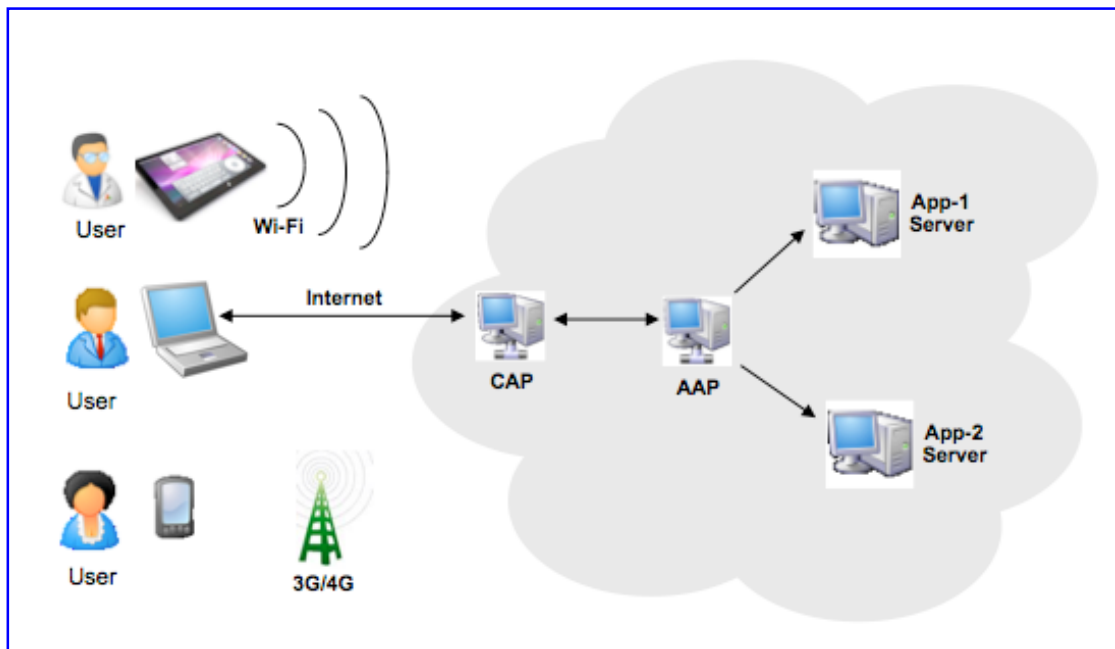 User
Wi-Fi
App-1
Server
Internet
User
CAP
AAP
App-2
Server
User
3G/4G